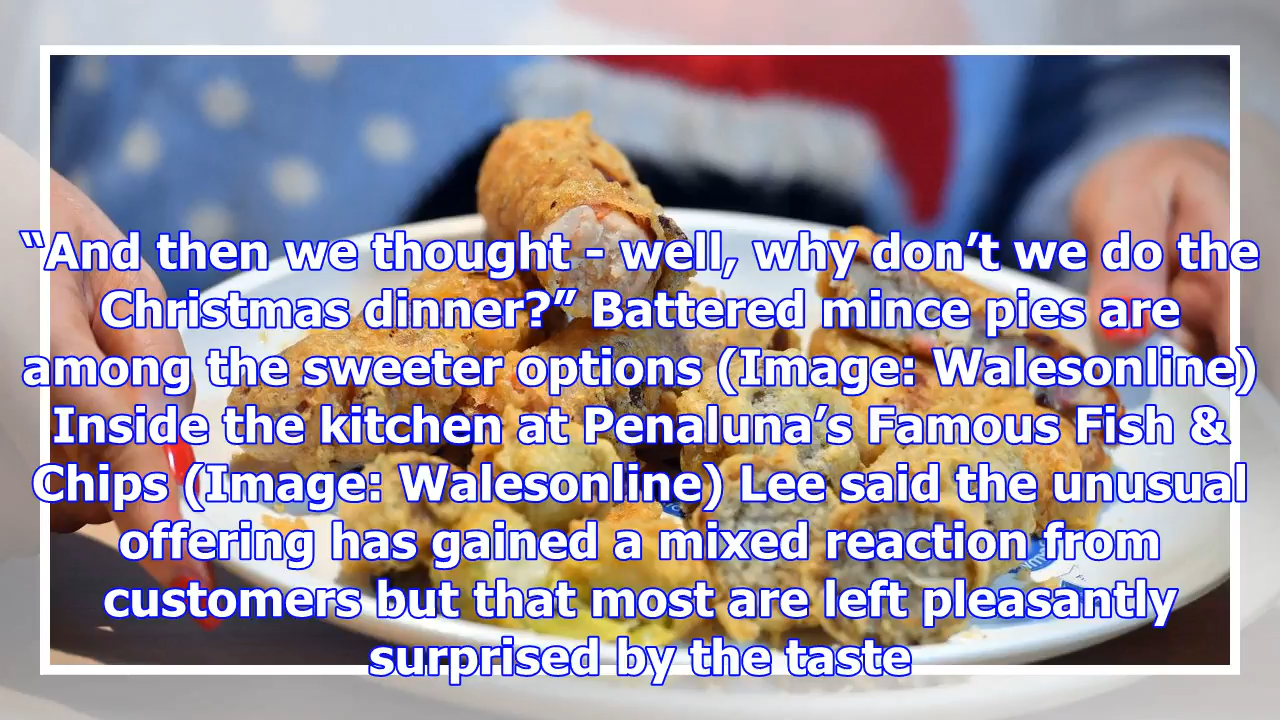 “And then we thought - well, why don’t we do the
Christmas dinner?” Battered mince pies are
among the sweeter options (Image: Walesonline)
Inside the kitchen at Penaluna’s Famous Fish &
Chips (Image: Walesonline) Lee said the unusual
offering has gained a mixed reaction from
customers but that most are left pleasantly
surprised by the taste